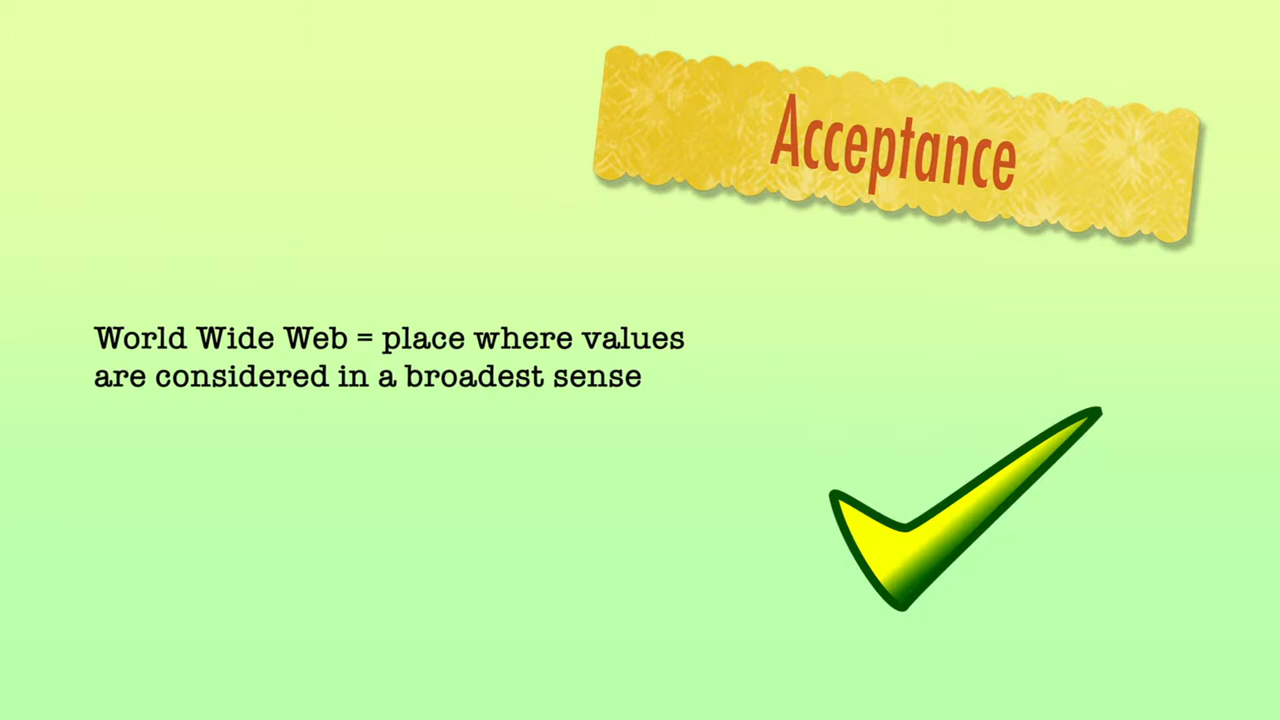 Acceptance
World Wide Web = place where values
are considered in a broadest sense